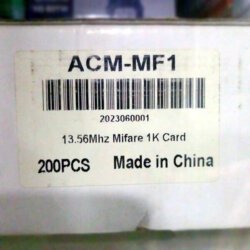 ACM-MF1
2023060001
13.56Mhz Mifare 1K Card
200PCS Made in China